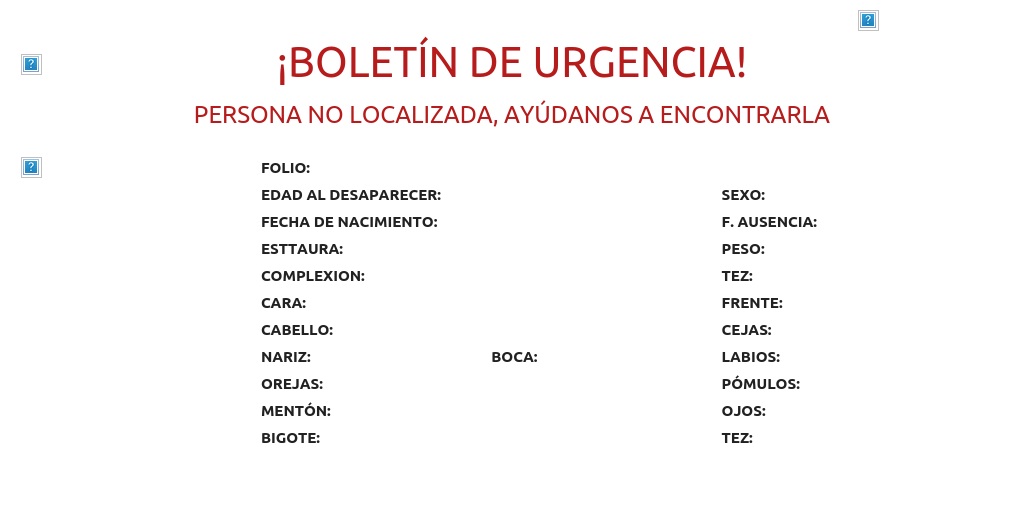 ¡BOLETÍN DE URGENCIA!
PERSONA NO LOCALIZADA, AYÚDANOS A ENCONTRARLA
FOLIO:
EDAD AL DESAPARECER: SEXO:
FECHA DE NACIMIENTO: F. AUSENCIA:
ESTTAURA: PESO:
COMPLEXION: TEZ:
CARA: FRENTE:
CABELLO: CEJAS:
NARIZ: BOCA: LABIOS:
OREJAS: PÓMULOS:
MENTÓN: OJOS:
BIGOTE: TEZ: